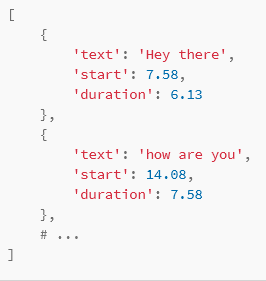 [
    {
        'text': 'Hey there',
        'start': 7.58,
        'duration': 6.13
    },
    {
        'text': 'how are you',
        'start': 14.08,
        'duration': 7.58
    },
    # ...
]